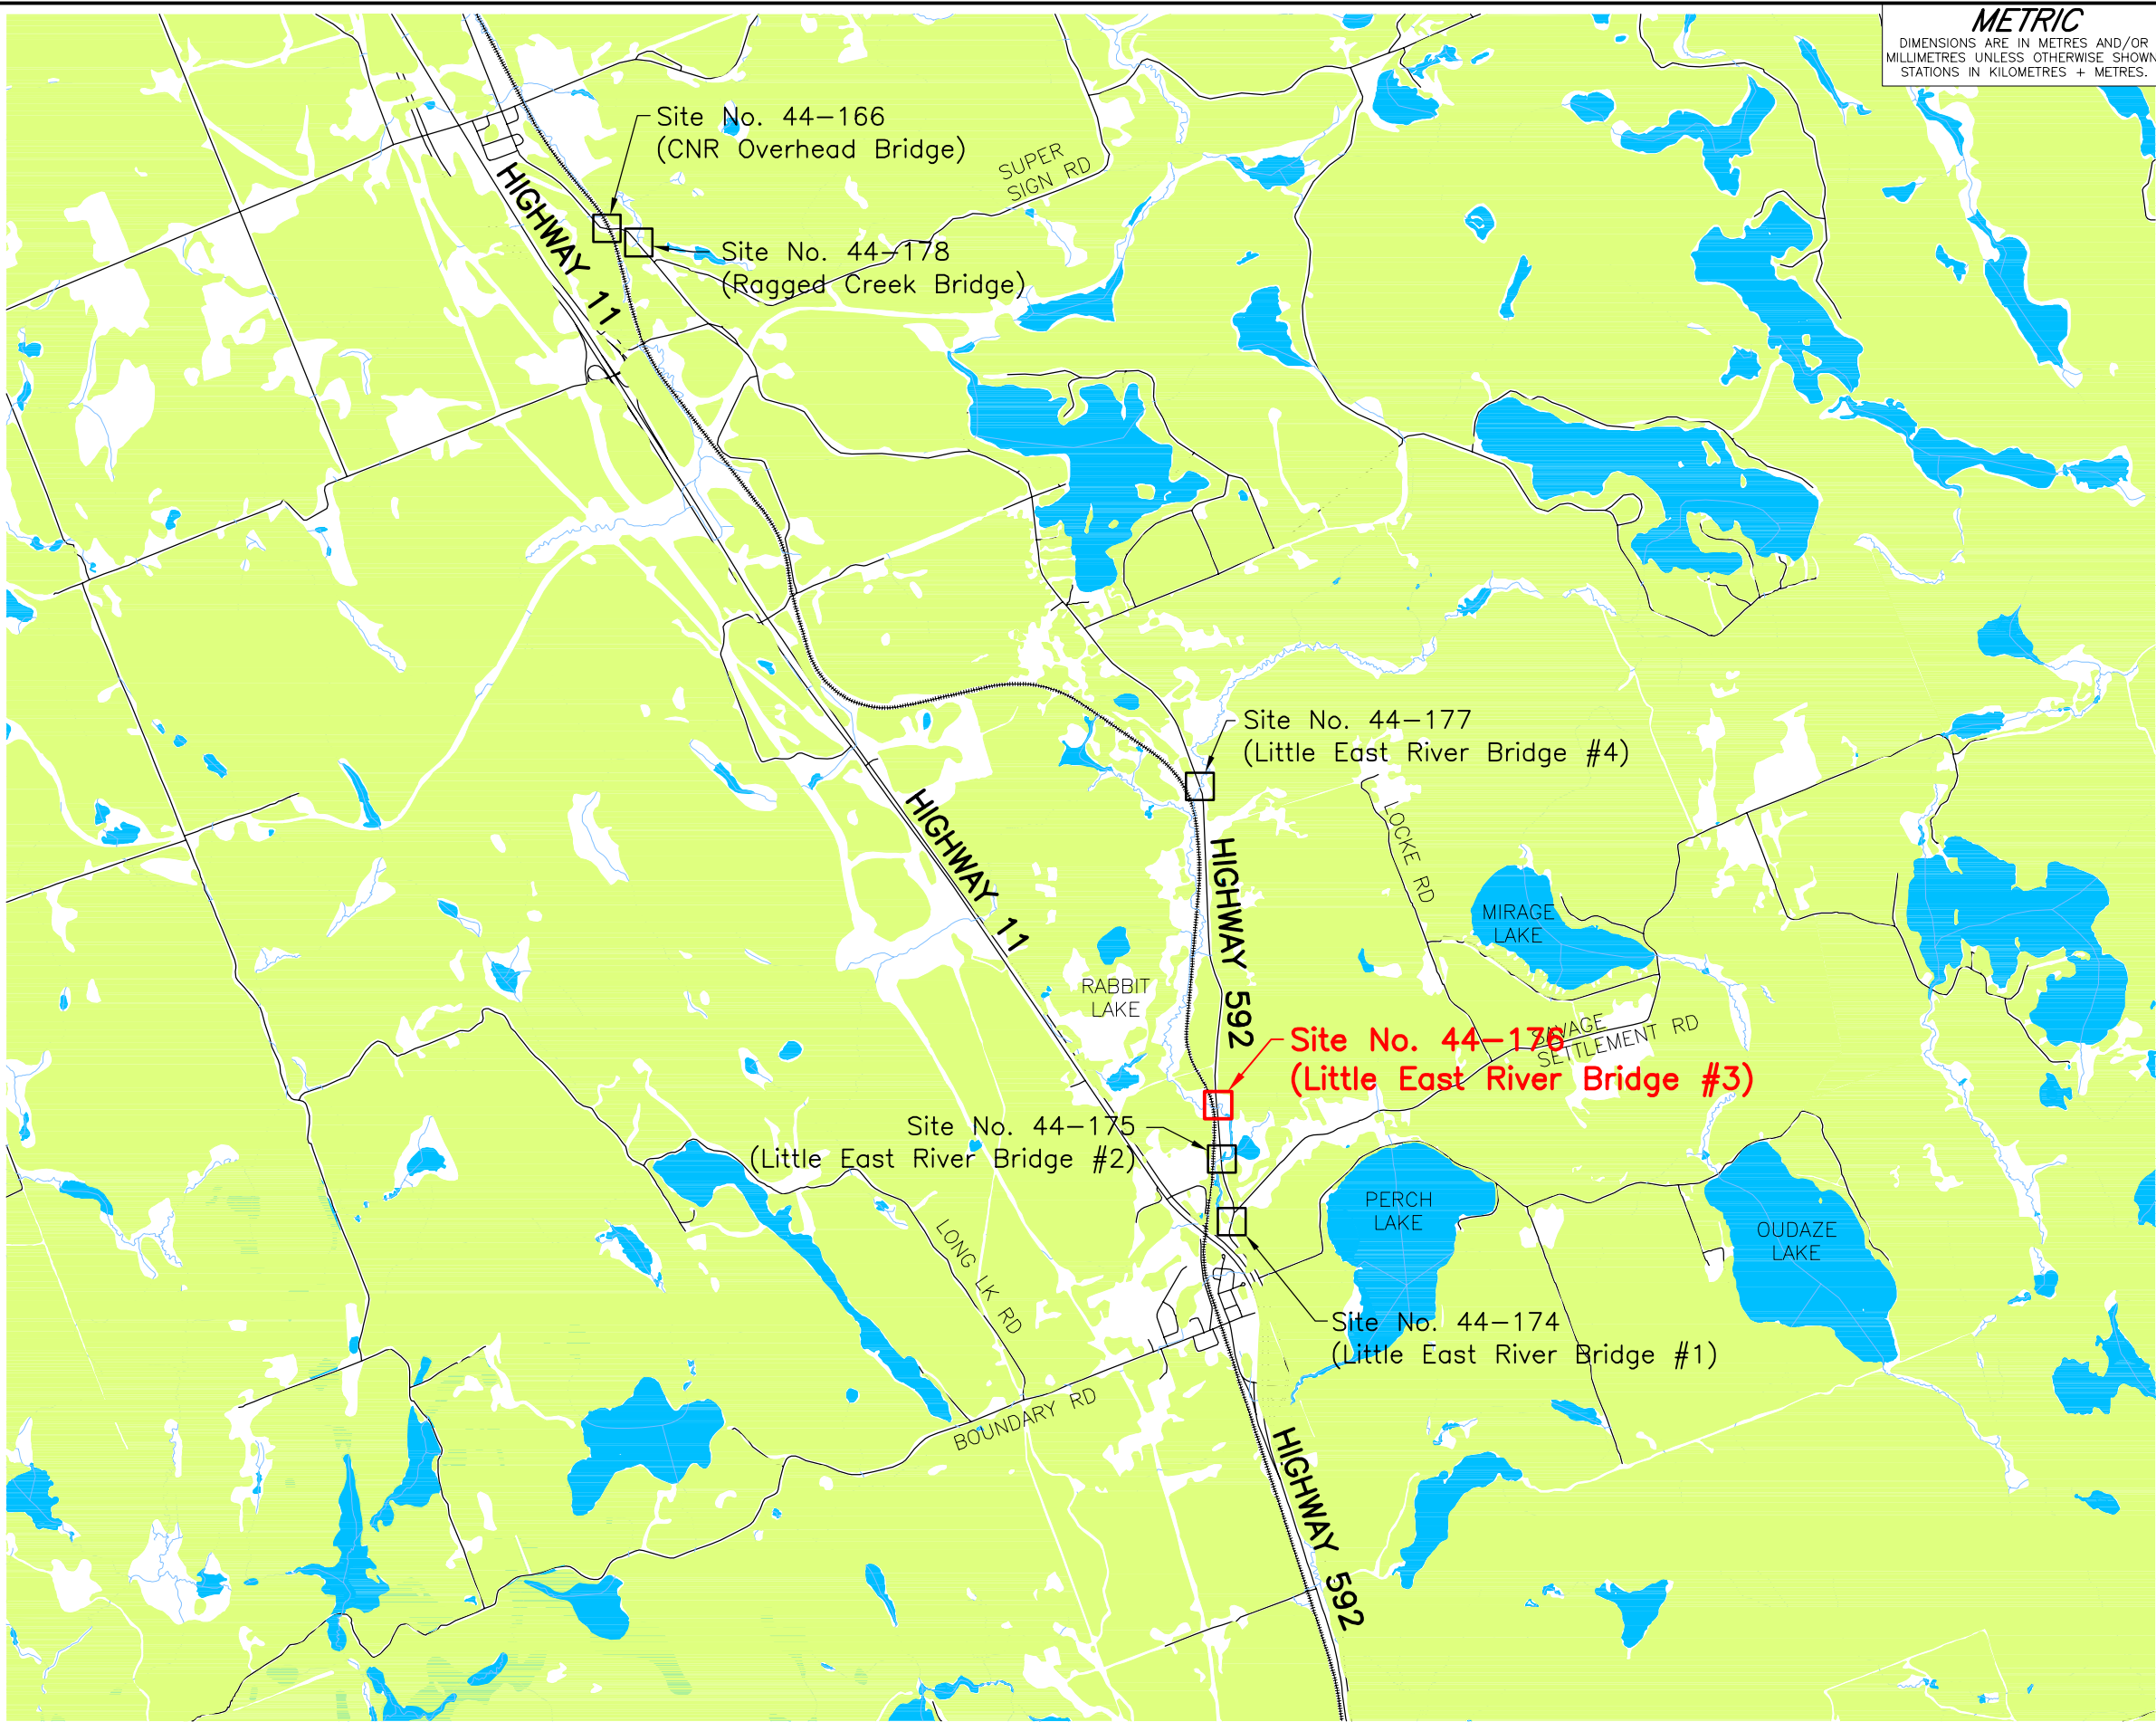 METRIC
DIMENSIONS ARE IN METRES AND/OR
MILLIMETRES UNLESS OTHERWISE SHOWN
STATIONS IN KILOMETRES + METRES.
Site No. 44-166
(CNR Overhead Bridge)
SUPER
SIGN RD
HIGHWAY 11
Site No. 44-178
(Ragged Creek Bridge)
Site No. 44-177
(Little East River Bridge #4)
HIGHWAY 11
LOCKE RD
HIGHWAY 592
MIRAGE
LAKE
RABBIT
LAKE
SAVAGE
SETTLEMENT RD
Site No. 44-176
(Little East River Bridge #3)
Site No. 44-175
(Little East River Bridge #2)
PERCH
LAKE
OUDAZE
LAKE
LONG LK RD
Site No. 44-174
(Little East River Bridge #1)
BOUNDARY RD
HIGHWAY 592